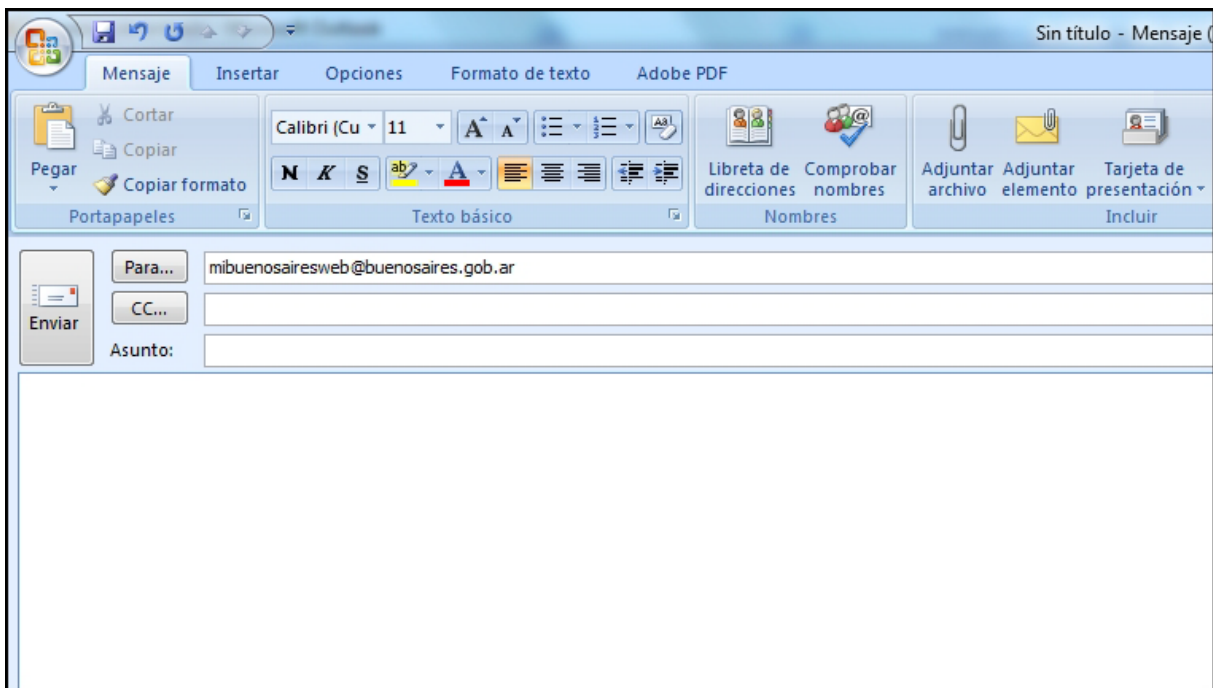 Sin título - Mensaje (
Mensaje Insertar Opciones Formato de texto Adobe PDF
Pegar
Cortar
Copiar
Copiar formato
Portapapeles
Calibri (Cu 11
N K S
Texto básico
Libreta de direcciones
Comprobar nombres
Nombres
Adjuntar archivo
Adjuntar elemento
Tarjeta de presentación
Incluir
Enviar
Para... mibuenosairesweb@buenosaires.gob.ar
CC...
Asunto: